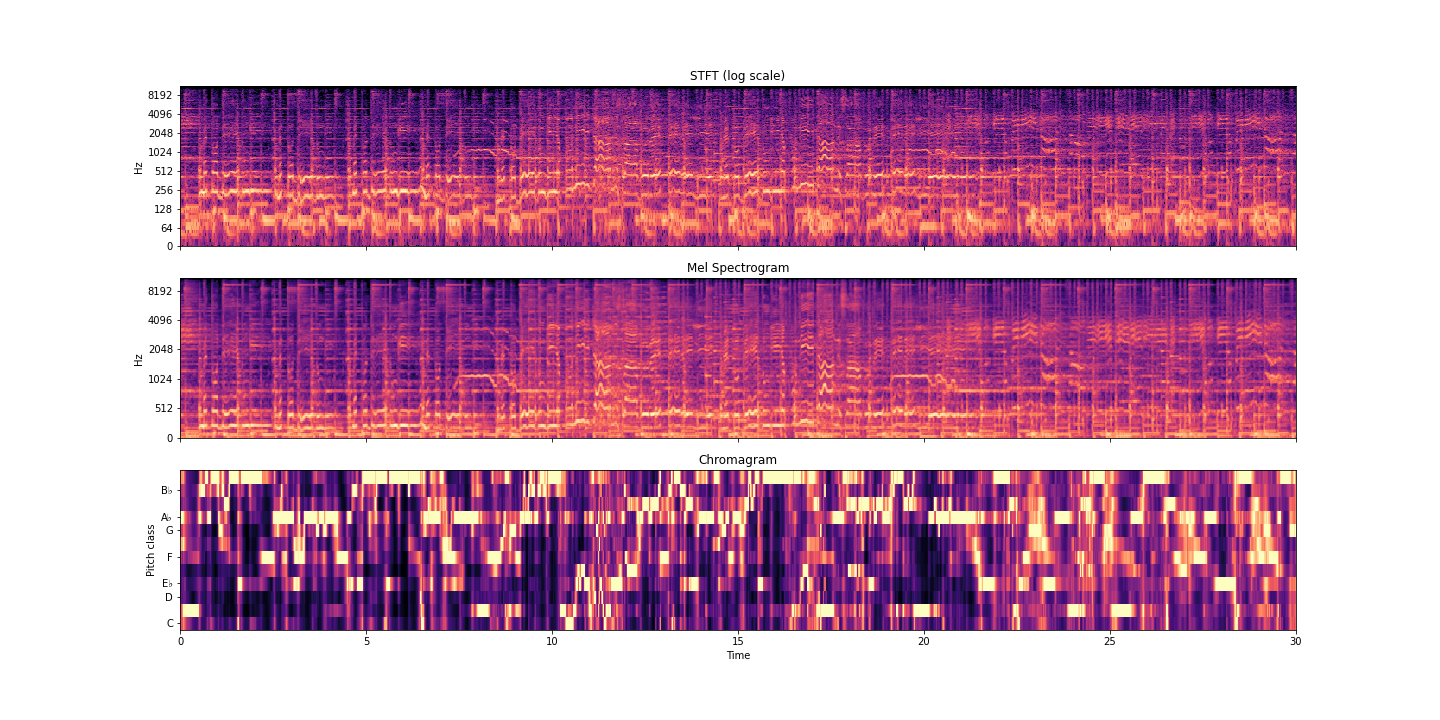 STFT (log scale)
8192
4096
2048
1024
512
256
128
64
0
Hz
Mel Spectrogram
8192
4096
2048
1024
512
0
Hz
Chromagram
B♭
A♭
G
F
E♭
D
C
Pitch class
0 5 10 15 20 25 30
Time